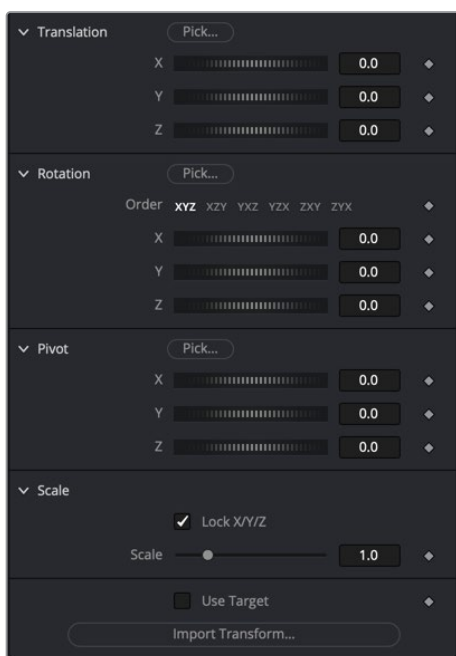 Translation Pick...
X 0.0
Y 0.0
Z 0.0
Rotation Pick...
Order XYZ XZY YXZ YZX ZXY ZYX
X 0.0
Y 0.0
Z 0.0
Pivot Pick...
X 0.0
Y 0.0
Z 0.0
Scale
Lock X/Y/Z
Scale 1.0
Use Target
Import Transform...